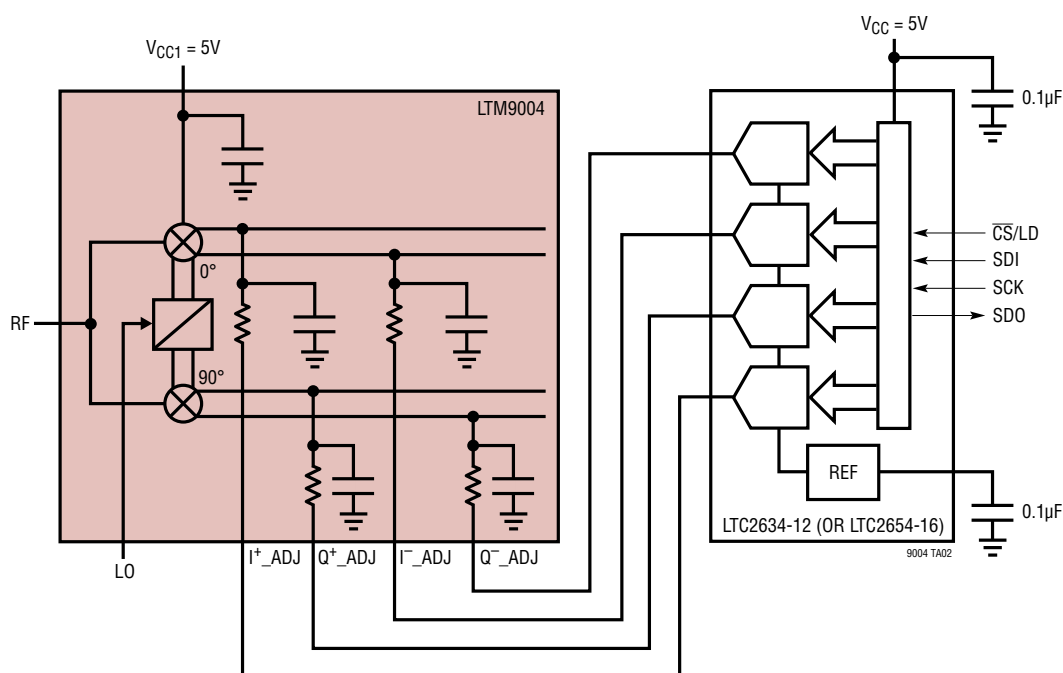 V_CC1 = 5V
V_CC = 5V
LTM9004
0.1µF
0°
C̅S̅/LD
SDI
SCK
SDO
RF
90°
REF
0.1µF
LTC2634-12 (OR LTC2654-16)
9004 TA02
LO
I⁺_ADJ
Q⁺_ADJ
I⁻_ADJ
Q⁻_ADJ